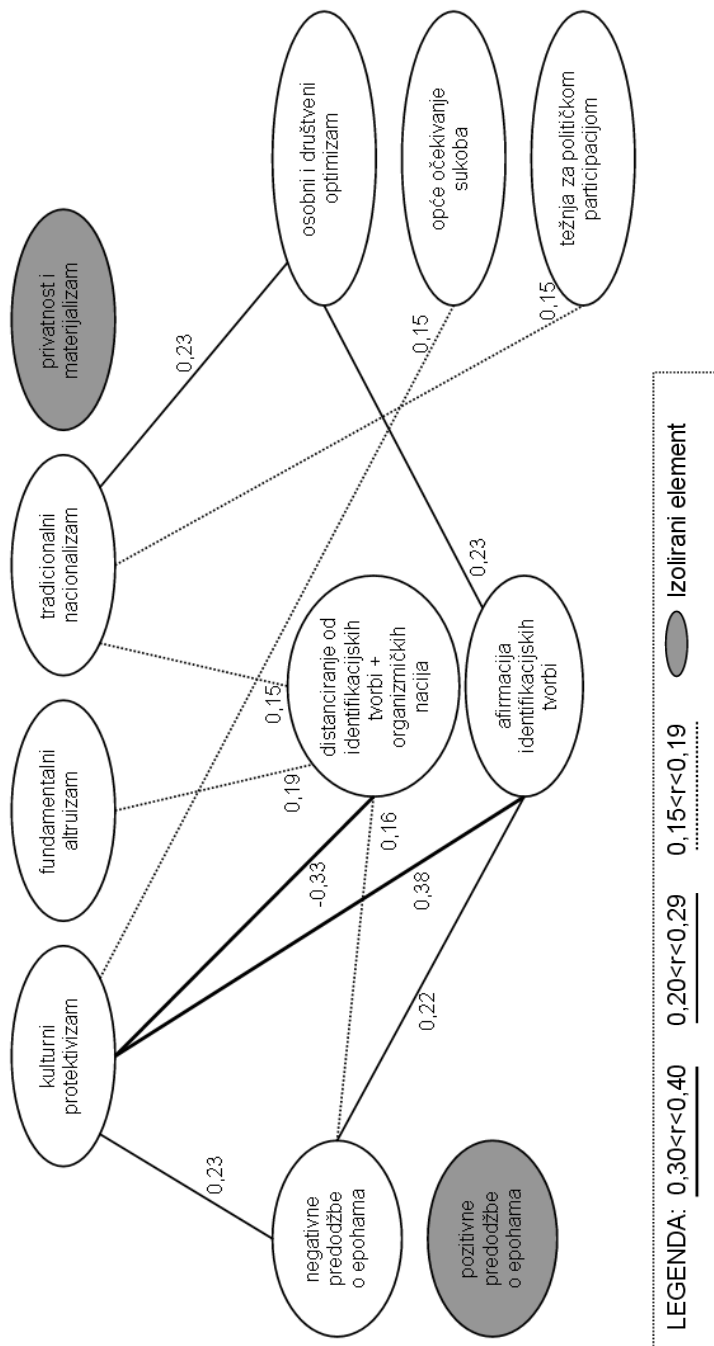 kulturni
protektivizam
fundamentalni
altruizam
tradicionalni
nacionalizam
privatnost i
materijalizam
0,23
0,23
negativne
predodžbe
o epohama
-0,33
0,19
0,15
distanciranje od
identifikacijskih
tvorbi +
organizmičkih
nacija
osobni i društveni
optimizam
0,16
0,38
0,15
opće očekivanje
sukoba
0,22
0,23
pozitivne
predodžbe
o epohama
afirmacija
identifikacijskih
tvorbi
0,15
težnja za političkom
participacijom
LEGENDA: 0,30<r<0,40 0,20<r<0,29 0,15<r<0,19 Izolirani element